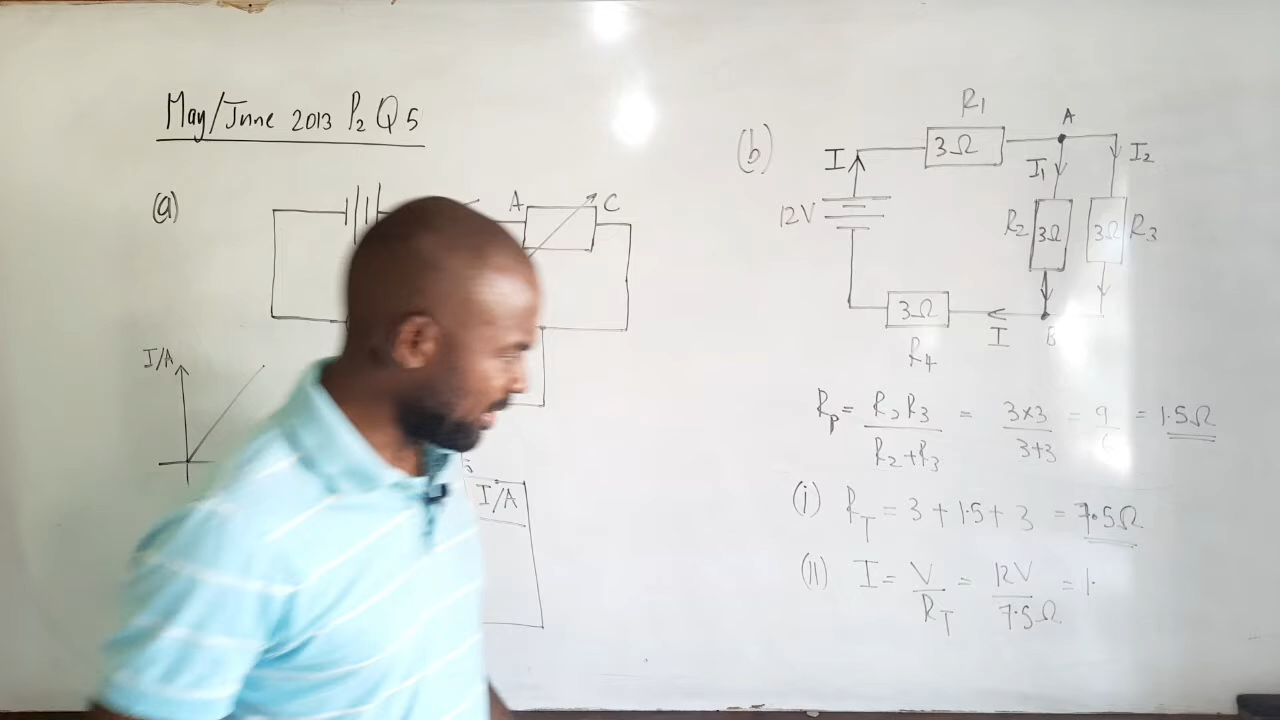 May/June 2013 P₂ Q5
(a)
A C
I/A
I/A
(b)
R₁
3Ω
A
I
I₁
I₂
12V
R₂ 3Ω
3Ω R₃
3Ω
I
B
R₄
Rₚ = R₂R₃ / R₂+R₃ = 3×3 / 3+3 = 9 / 6 = 1.5Ω
(i) R_T = 3 + 1.5 + 3 = 7.5Ω
(ii) I = V / R_T = 12V / 7.5Ω = 1.